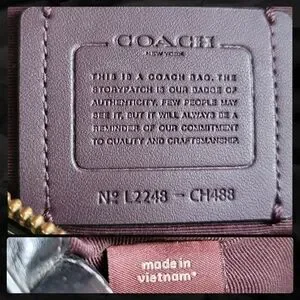 COACH
NEW YORK
THIS IS A COACH BAG. THE
STORYPATCH IS OUR BADGE OF
AUTHENTICITY. FEW PEOPLE MAY
SEE IT, BUT IT WILL ALWAYS BE A
REMINDER OF OUR COMMITMENT
TO QUALITY AND CRAFTSMANSHIP.
Nº L2248 - CH488
made in
vietnam*